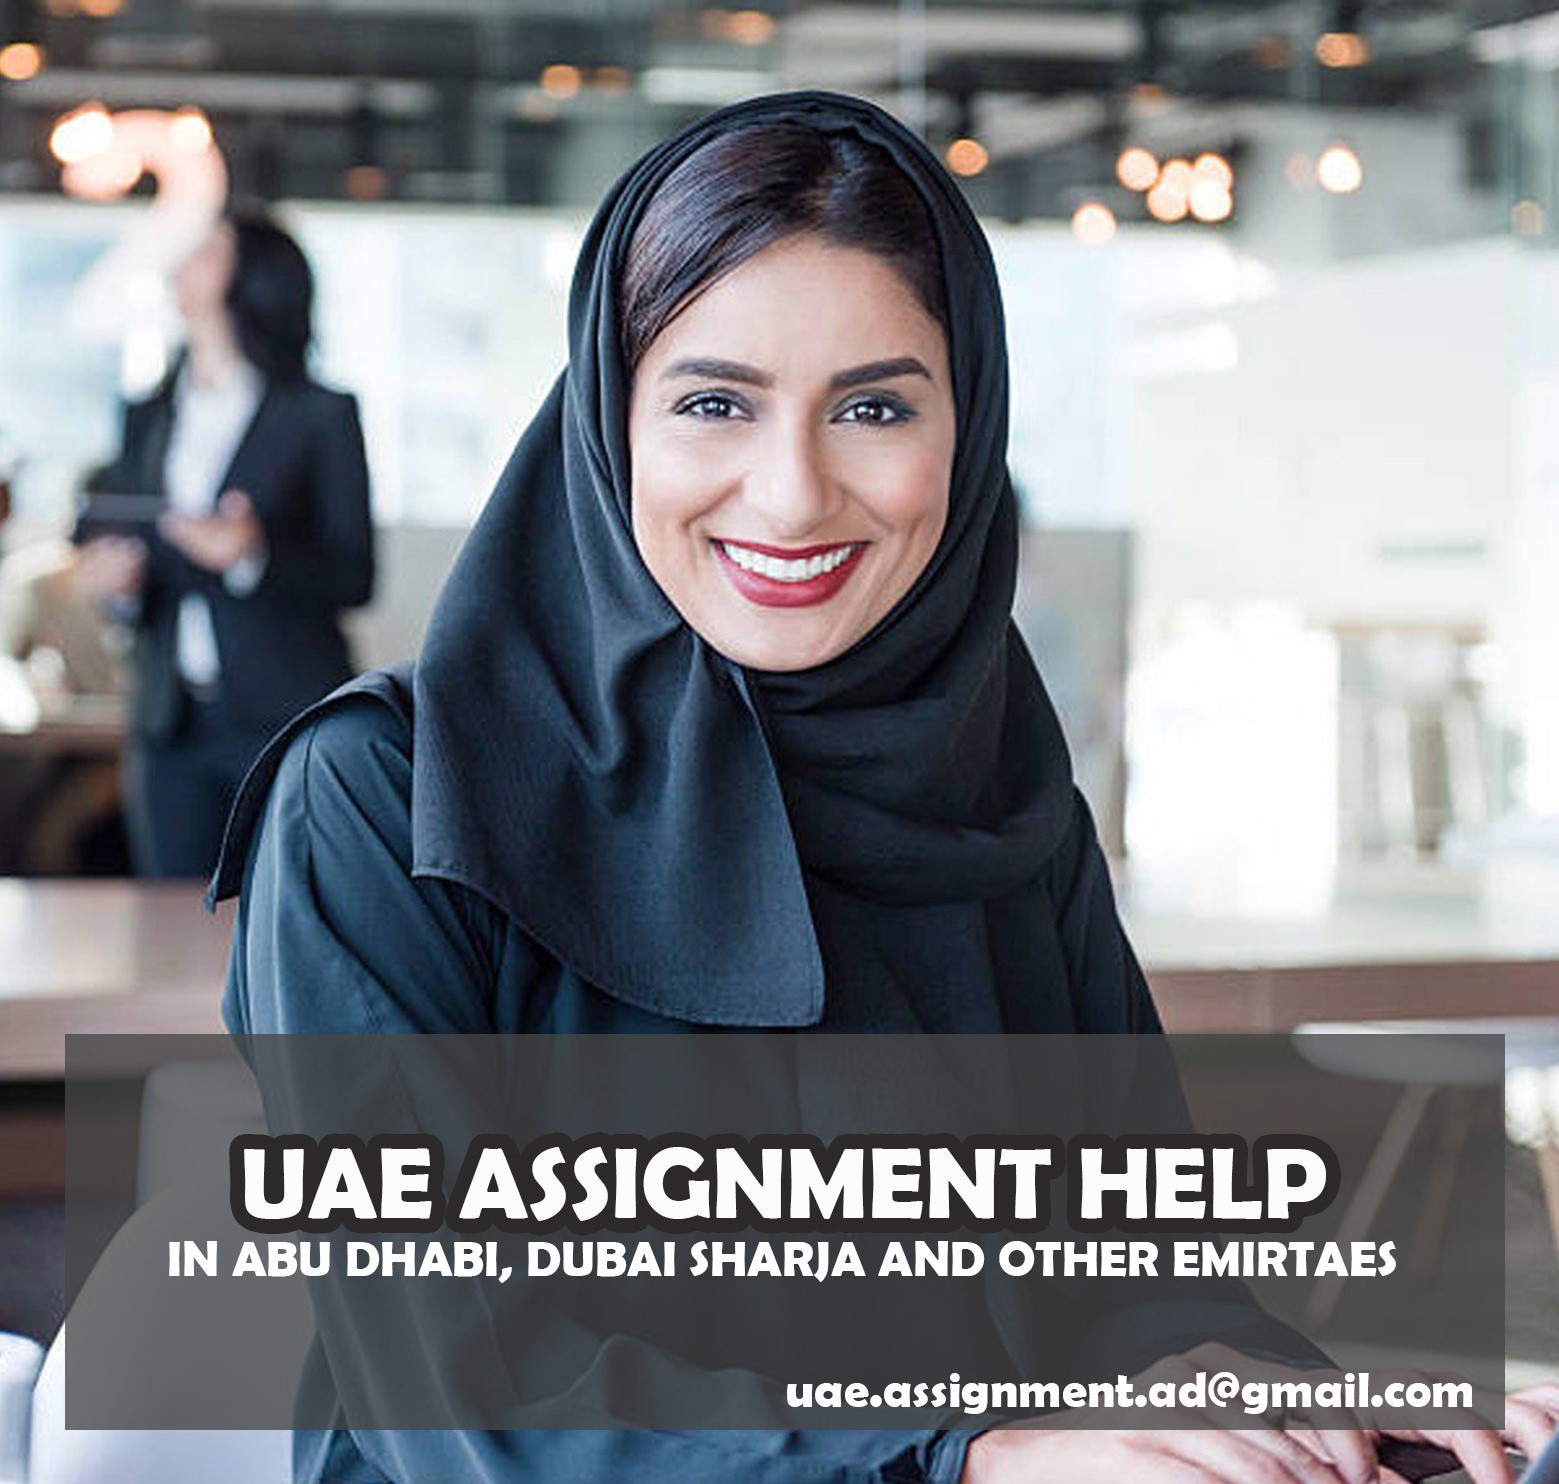 UAE ASSIGNMENT HELP
IN ABU DHABI, DUBAI SHARJA AND OTHER EMIRTAES
uae.assignment.ad@gmail.com